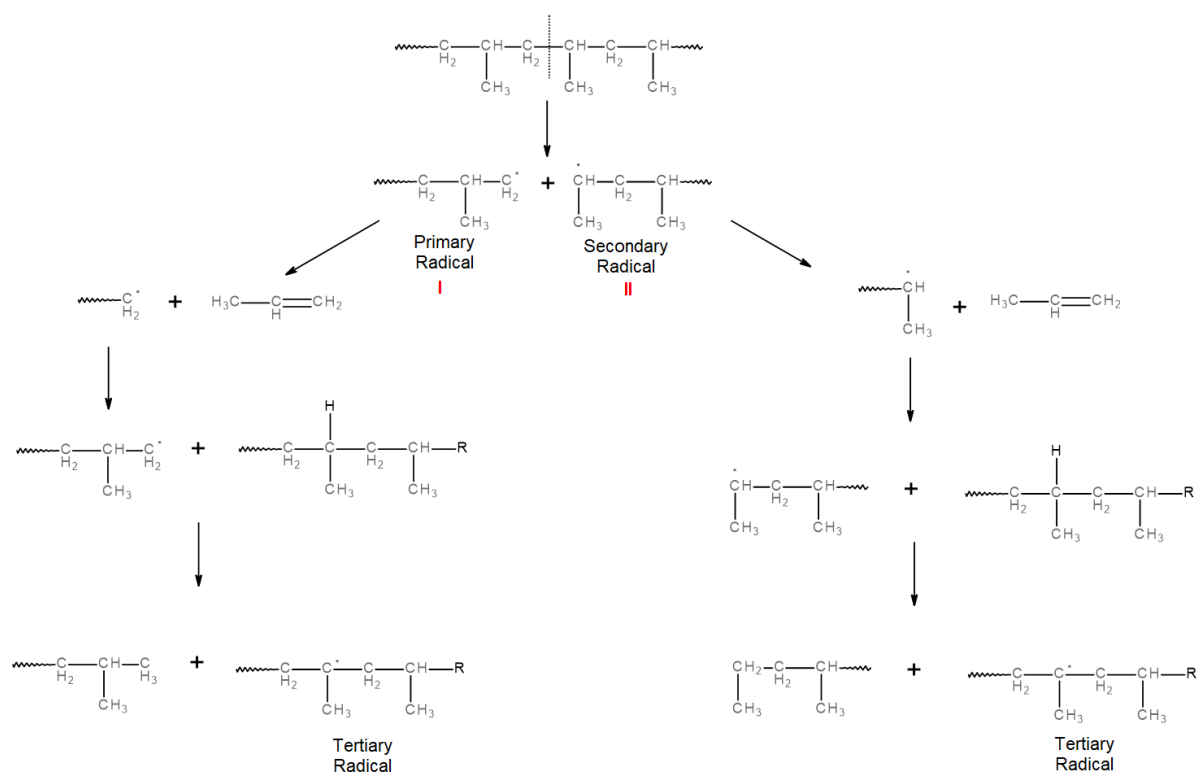 C CH C CH C CH
H₂ H₂ H₂
CH₃ CH₃ CH₃
C CH C• + •CH C CH
H₂ H₂ H₂
CH₃ CH₃ CH₃
Primary
Radical
I
Secondary
Radical
II
C• + H₃C C CH₂
H₂ H
•CH + H₃C C CH₂
H
CH₃
H
C CH C• + C C C CH R
H₂ H₂ H₂ H₂
CH₃ CH₃ CH₃
H
•CH C CH + C C C CH R
H₂ H₂ H₂
CH₃ CH₃ CH₃ CH₃
C CH C + C C• C CH R
H₂ H₃ H₂ H₂
CH₃ CH₃ CH₃
Tertiary
Radical
CH₂ C CH + C C• C CH R
H₂ H₂ H₂
CH₃ CH₃ CH₃ CH₃
Tertiary
Radical